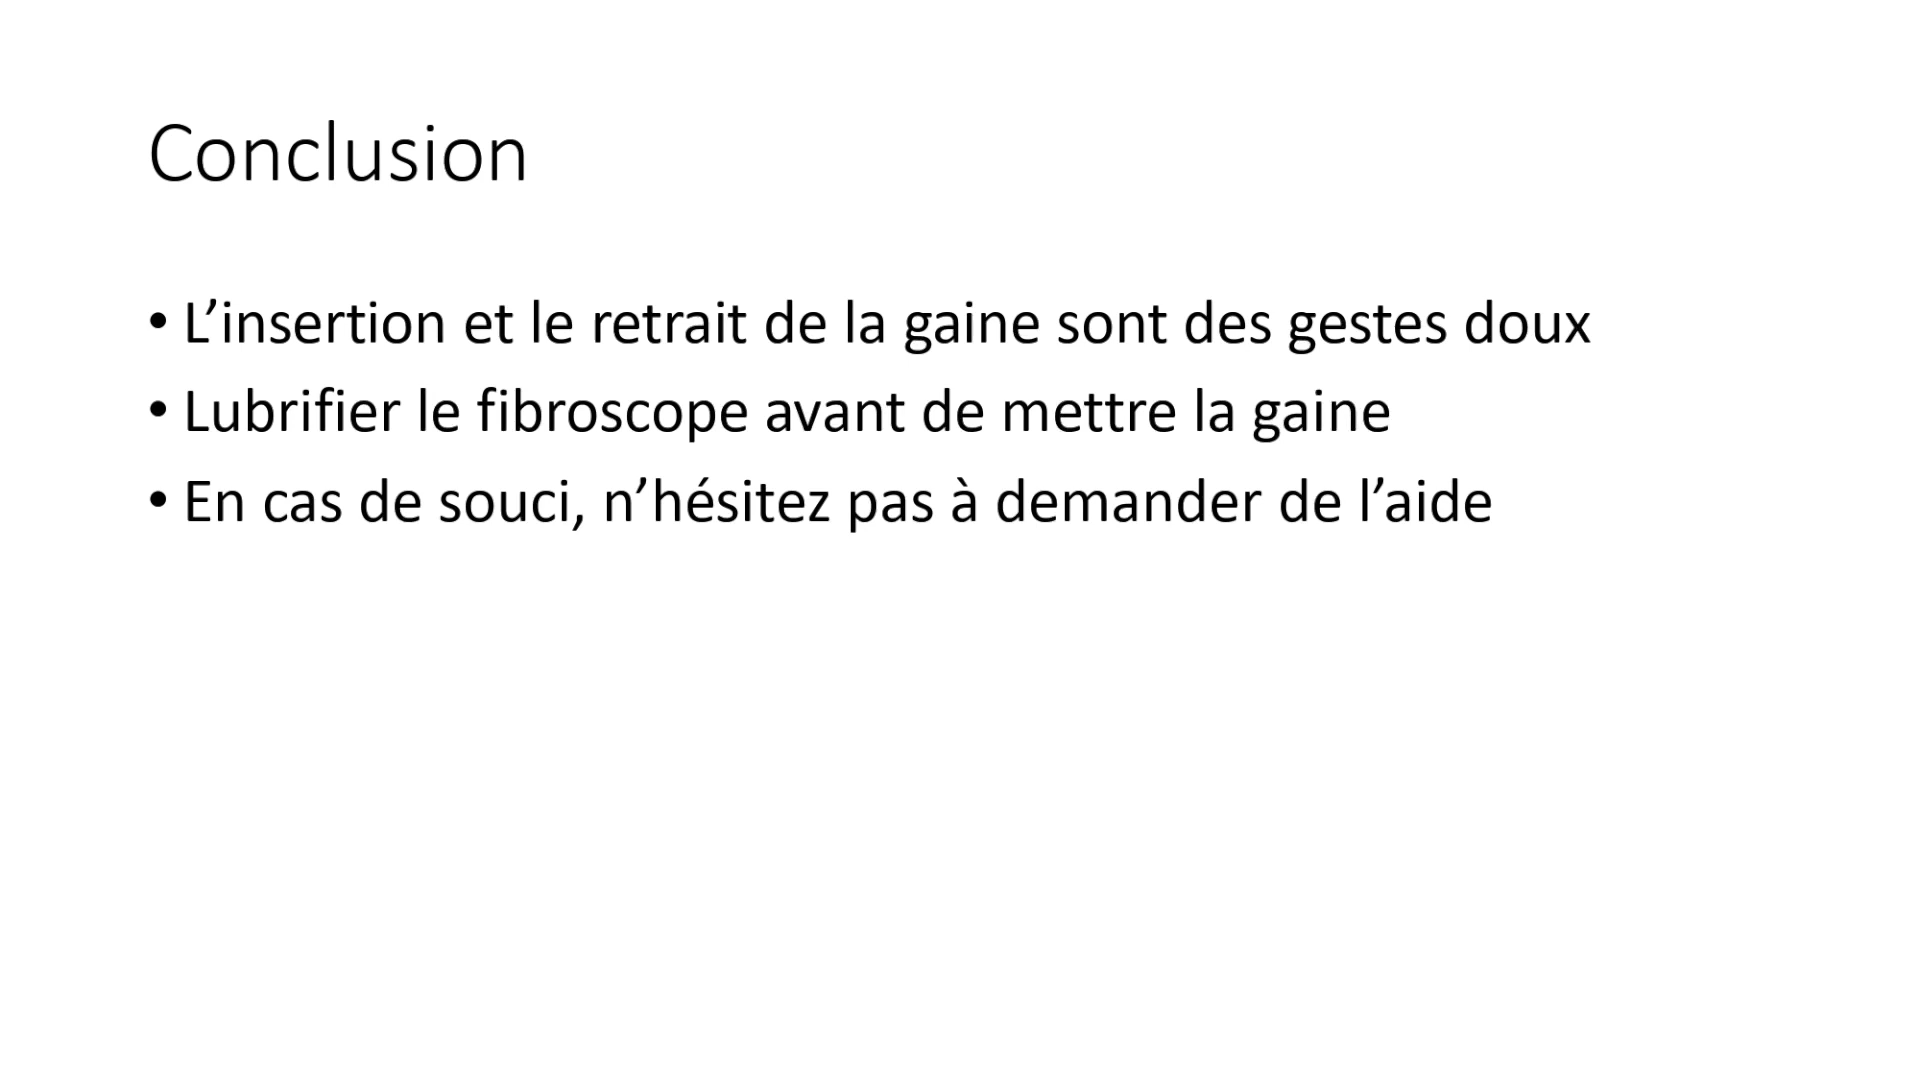 Conclusion
• L’insertion et le retrait de la gaine sont des gestes doux
• Lubrifier le fibroscope avant de mettre la gaine
• En cas de souci, n’hésitez pas à demander de l’aide